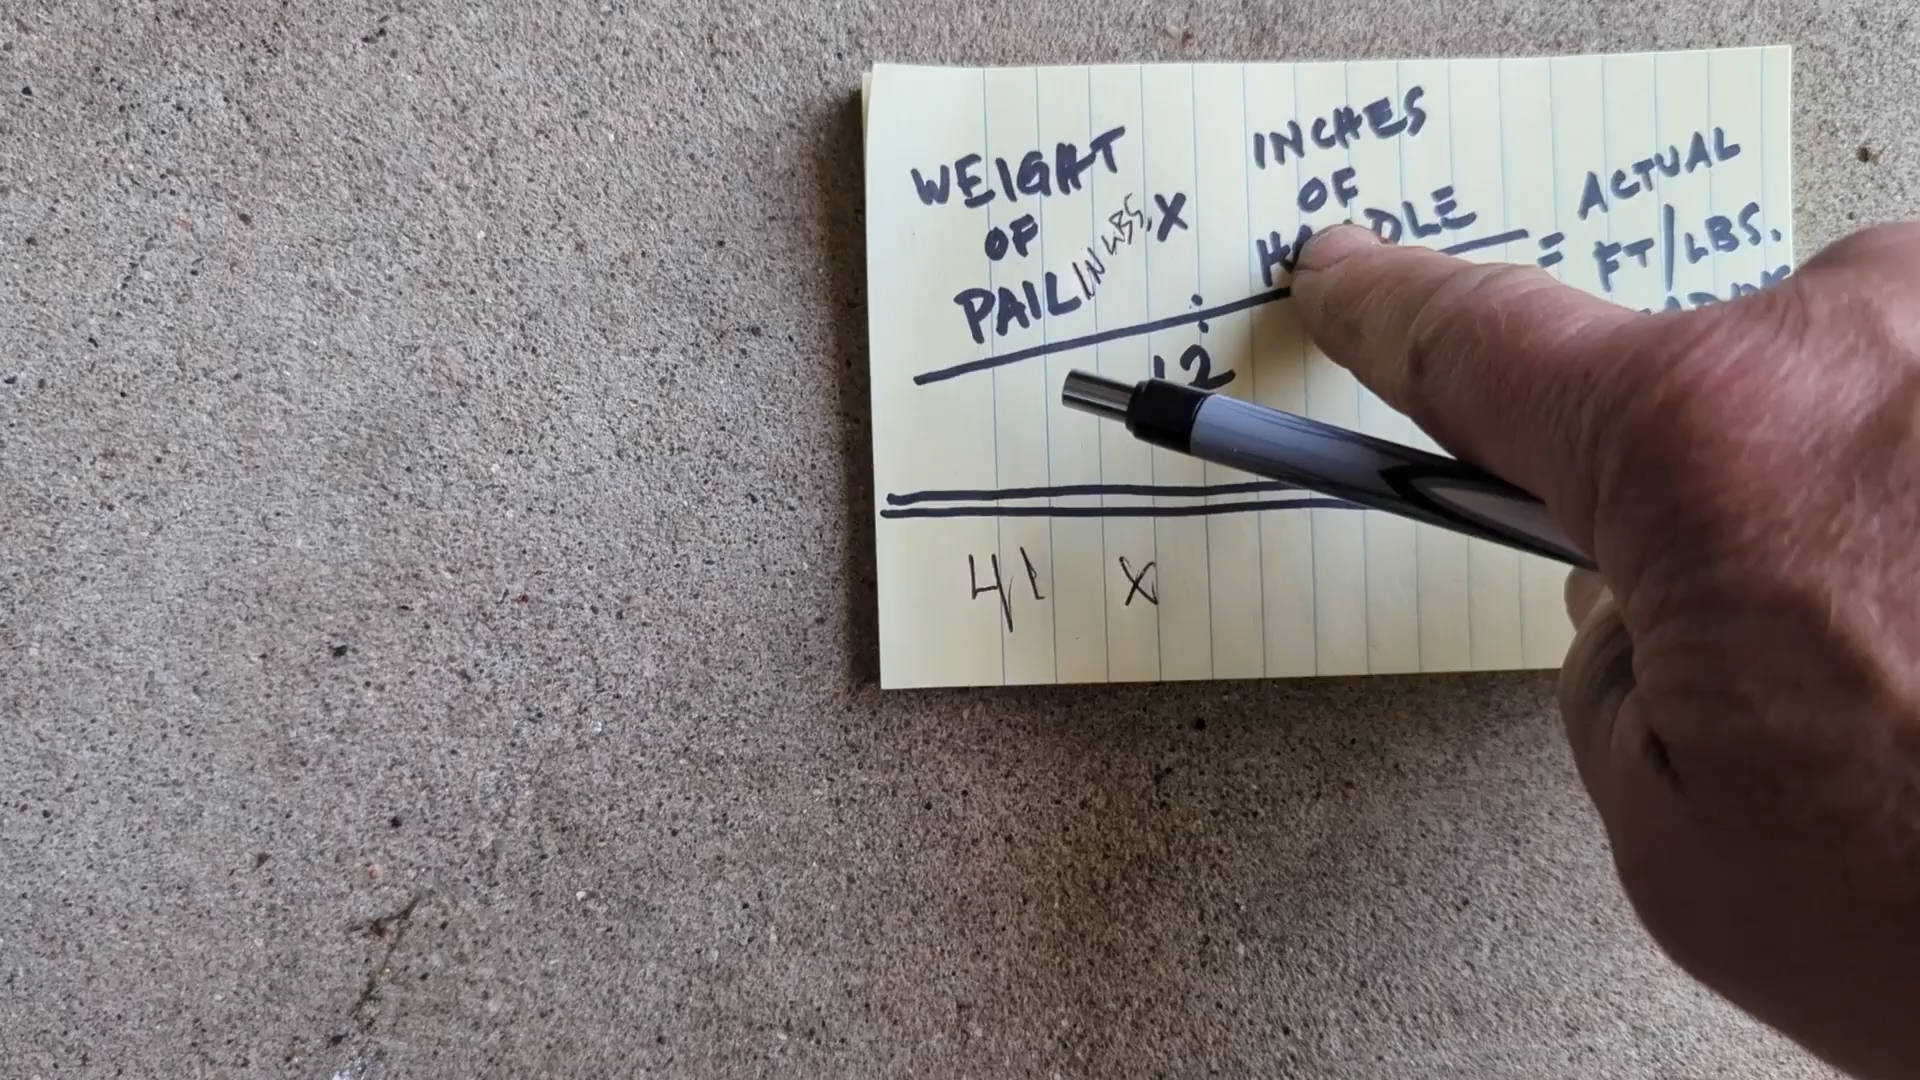 WEIGHT
OF
PAIL IN LBS. X
INCHES
OF
HANDLE
÷
12
=
ACTUAL
FT/LBS.
41 X